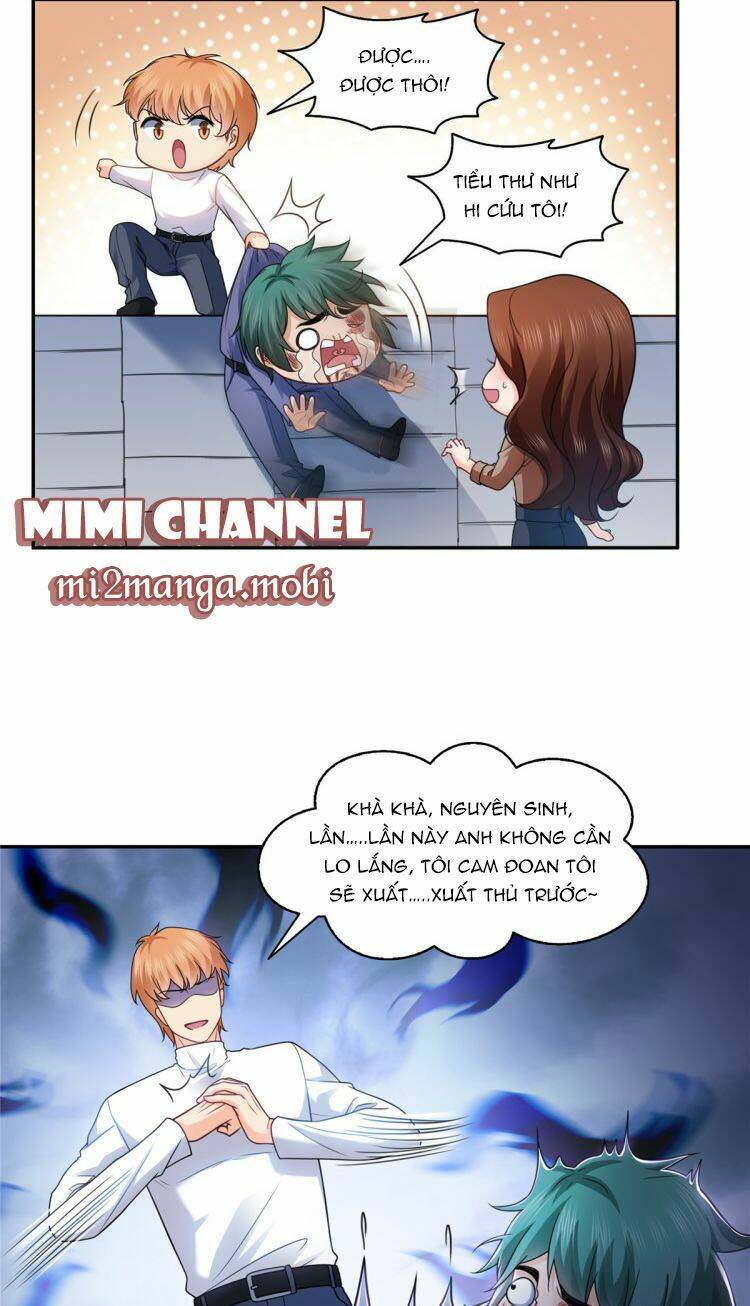 ĐƯỢC....
ĐƯỢC THÔI!
TIỂU THƯ NHƯ
HI CỨU TÔI!
MIMI CHANNEL
mi2manga.mobi
KHÀ KHÀ, NGUYÊN SINH,
LẦN.....LẦN NÀY ANH KHÔNG CẦN
LO LẮNG, TÔI CAM ĐOAN TÔI
SẼ XUẤT.....XUẤT THỦ TRƯỚC~